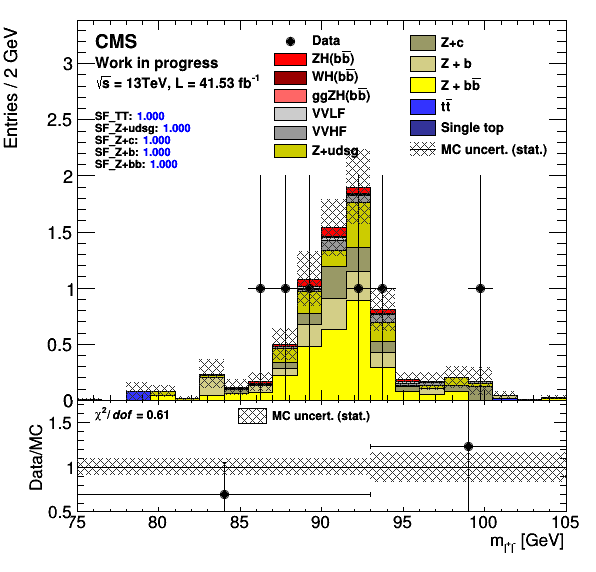 Entries / 2 GeV
3
2.5
2
1.5
1
0.5
0
CMS
Work in progress
√s = 13TeV, L = 41.53 fb⁻¹
SF_TT: 1.000
SF_Z+udsg: 1.000
SF_Z+c: 1.000
SF_Z+b: 1.000
SF_Z+bb: 1.000
Data
ZH(bb̅)
WH(bb̅)
ggZH(bb̅)
VVLF
VVHF
Z+udsg
Z+c
Z + b
Z + bb̅
tt̅
Single top
MC uncert. (stat.)
χ²/ dof = 0.61
MC uncert. (stat.)
Data/MC
1.5
1
0.5
75 80 85 90 95 100 105
m_l⁺l⁻ [GeV]